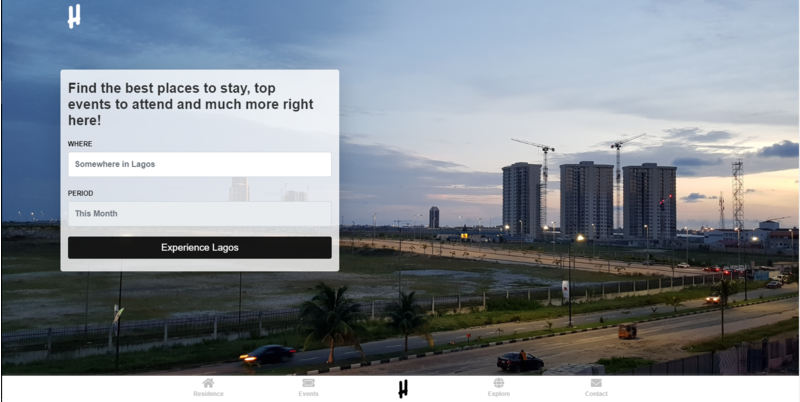 H
Find the best places to stay, top
events to attend and much more right
here!
WHERE
Somewhere in Lagos
PERIOD
This Month
Experience Lagos
Residence
Events
H
Explore
Contact